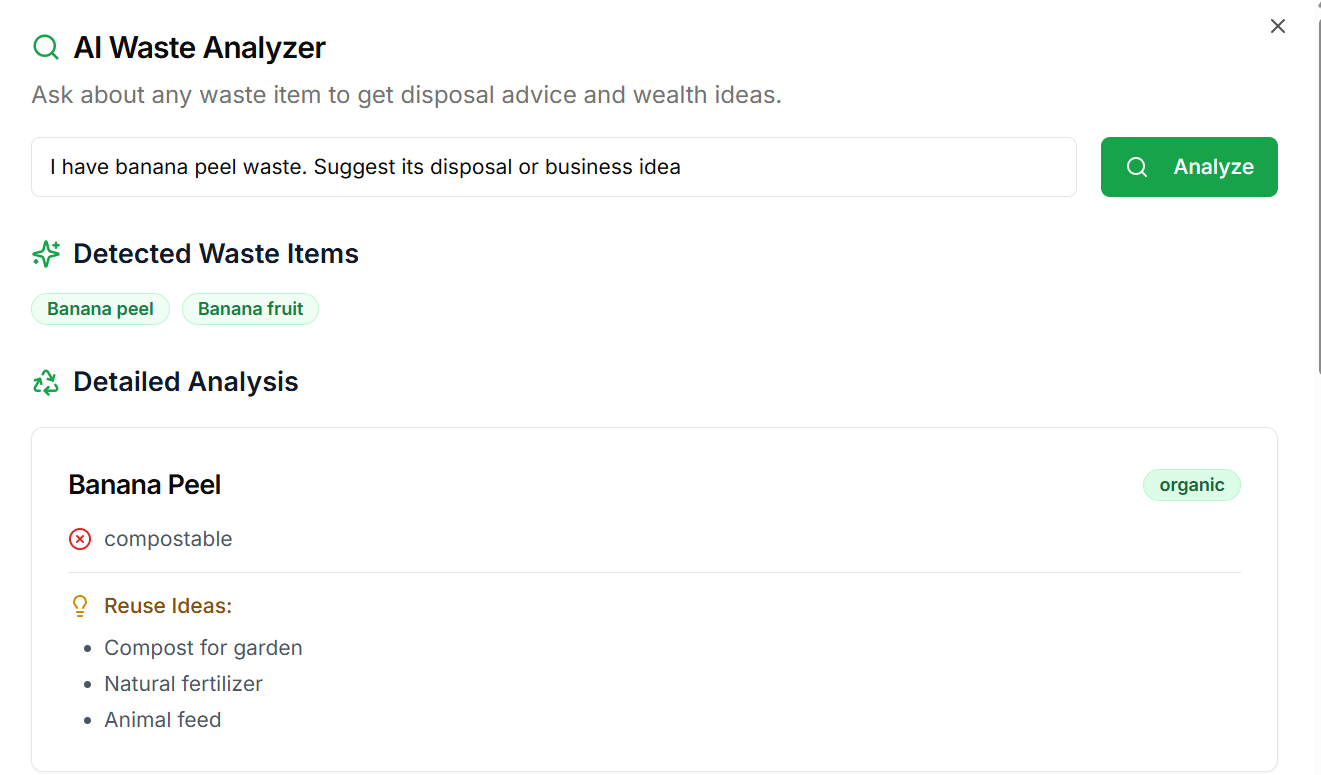 AI Waste Analyzer
Ask about any waste item to get disposal advice and wealth ideas.
I have banana peel waste. Suggest its disposal or business idea
Analyze
Detected Waste Items
Banana peel
Banana fruit
Detailed Analysis
Banana Peel
organic
compostable
Reuse Ideas:
Compost for garden
Natural fertilizer
Animal feed